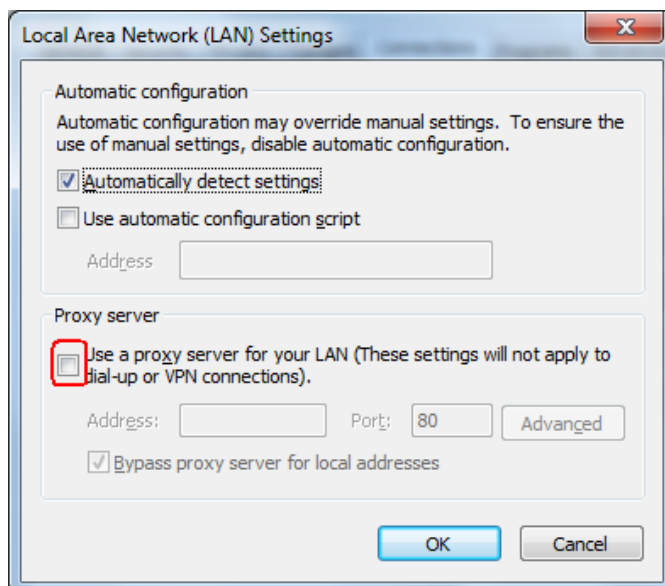 Local Area Network (LAN) Settings
Automatic configuration
Automatic configuration may override manual settings. To ensure the
use of manual settings, disable automatic configuration.
Automatically detect settings
Use automatic configuration script
Address
Proxy server
Use a proxy server for your LAN (These settings will not apply to
dial-up or VPN connections).
Address: Port: 80 Advanced
Bypass proxy server for local addresses
OK Cancel